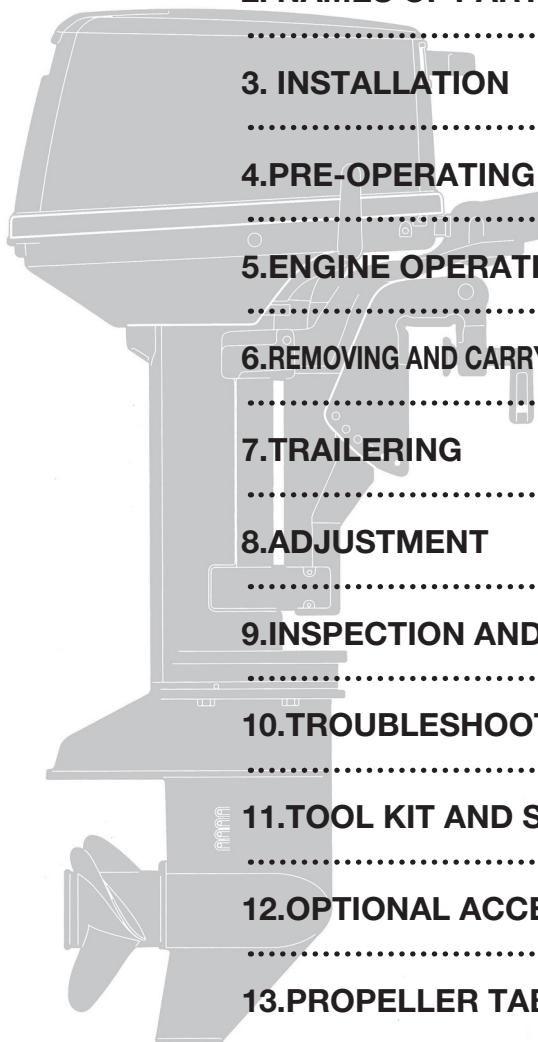 3. INSTALLATION
4.PRE-OPERATING
5.ENGINE OPERATI
6.REMOVING AND CARRY
7.TRAILERING
8.ADJUSTMENT
9.INSPECTION AND
10.TROUBLESHOOT
11.TOOL KIT AND S
12.OPTIONAL ACCE
13.PROPELLER TAB